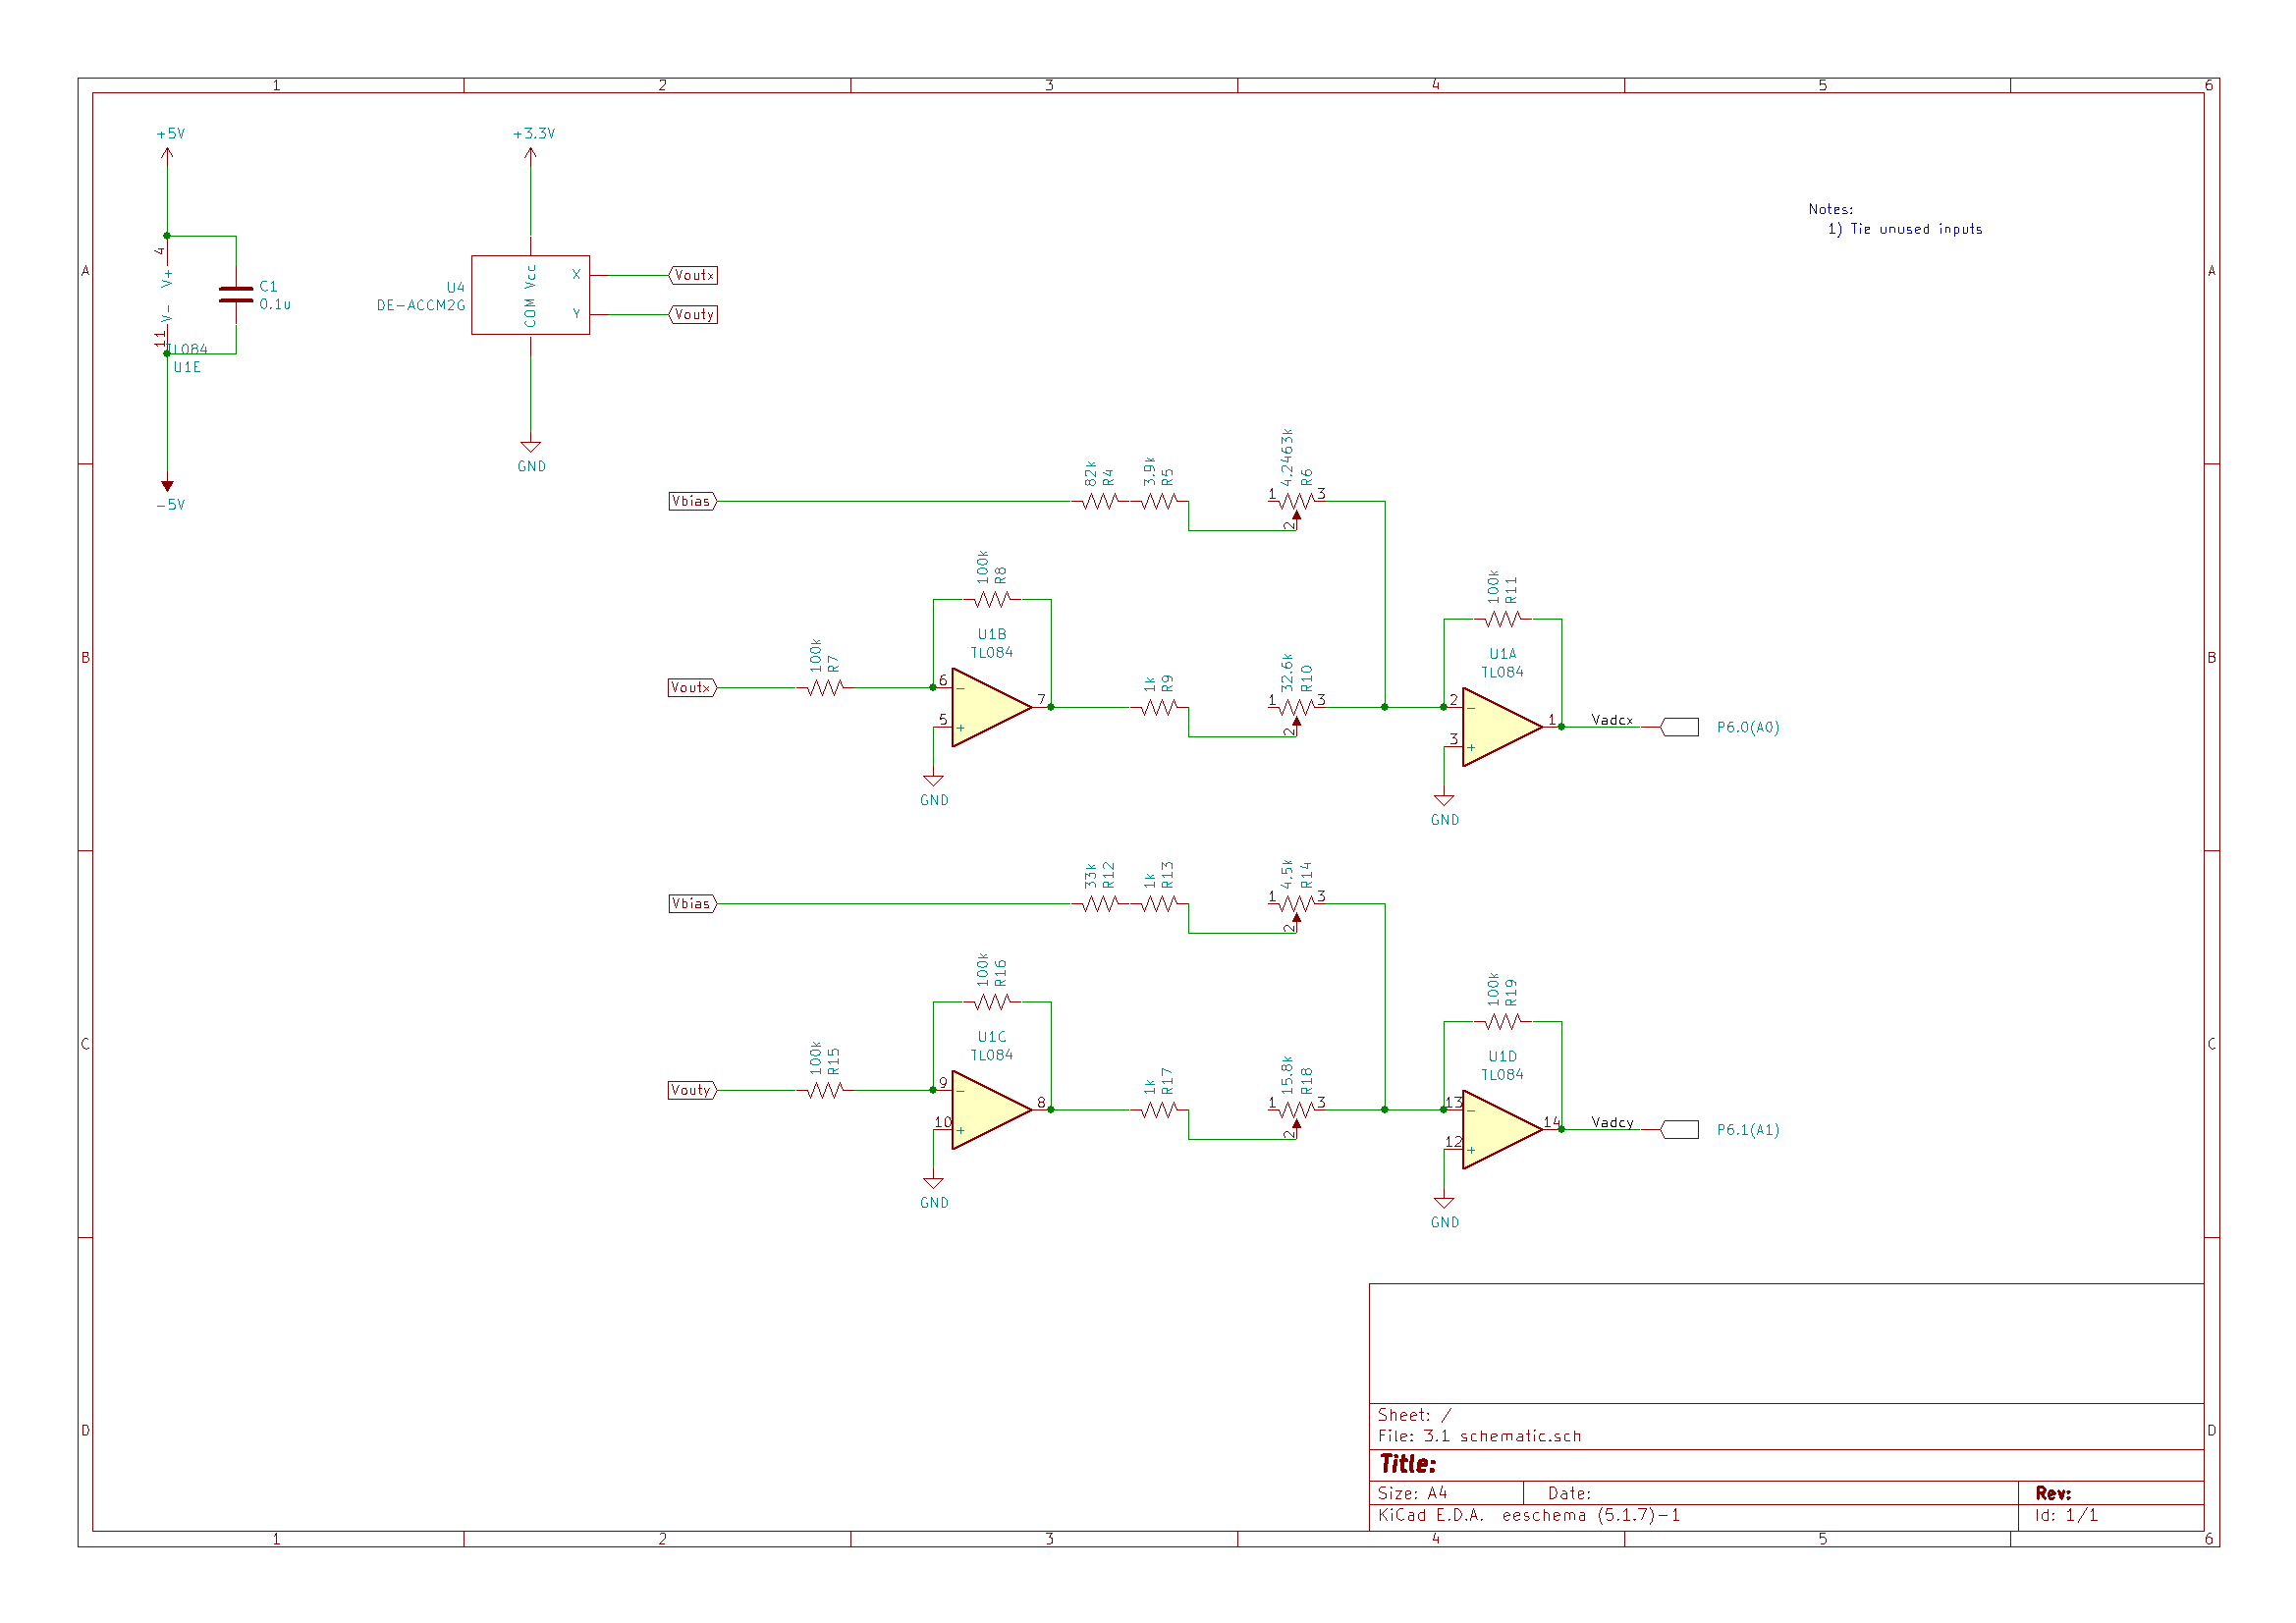 1 2 3 4 5 6
A
B
C
D
A
B
C
D
1 2 3 4 5 6
+5V
4
V+
V-
11
TL084
U1E
-5V
C1
0.1u
+3.3V
U4
DE-ACCM2G
COM Vcc
X
Y
Voutx
Vouty
GND
Notes:
1) Tie unused inputs
Vbias
82k
R4
3.9k
R5
4.2463k
R6
1
2
3
Voutx
100k
R7
100k
R8
U1B
TL084
6
-
5
+
7
GND
1k
R9
32.6k
R10
1
2
3
100k
R11
U1A
TL084
2
-
3
+
1
GND
Vadcx
P6.0(A0)
Vbias
33k
R12
1k
R13
4.5k
R14
1
2
3
Vouty
100k
R15
100k
R16
U1C
TL084
9
-
10
+
8
GND
1k
R17
15.8k
R18
1
2
3
100k
R19
U1D
TL084
13
-
12
+
14
GND
Vadcy
P6.1(A1)
Sheet: /
File: 3.1 schematic.sch
Title:
Size: A4 Date: Rev:
KiCad E.D.A. eeschema (5.1.7)-1 Id: 1/1